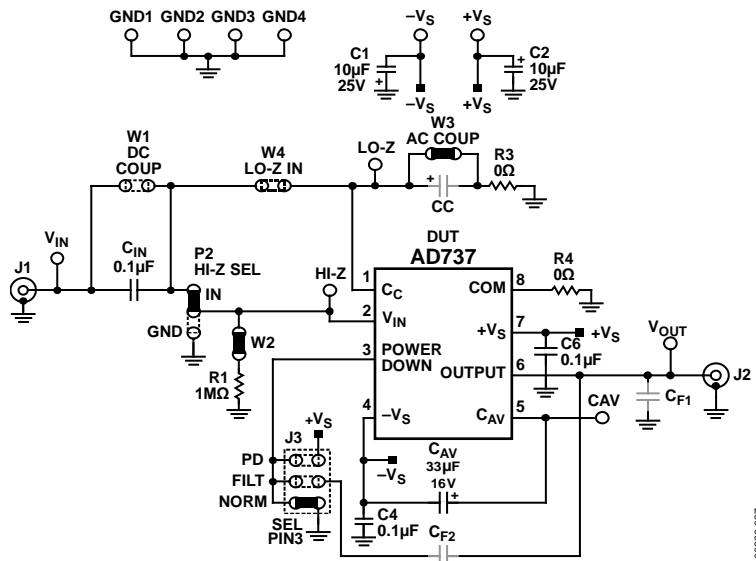 GND1 GND2 GND3 GND4
–VS +VS
C1
10µF
25V
C2
10µF
25V
–VS +VS
W1
DC
COUP
W4
LO-Z IN
LO-Z
W3
AC COUP
CC
R3
0Ω
VIN
J1
CIN
0.1µF
P2
HI-Z SEL
IN
GND
HI-Z
W2
R1
1MΩ
DUT
AD737
1 CC
2 VIN
3 POWER
DOWN
4 –VS
COM 8
+VS 7
OUTPUT 6
CAV 5
R4
0Ω
+VS
C6
0.1µF
VOUT
J2
CF1
CAV
–VS
CAV
33µF
16V
C4
0.1µF
CF2
+VS
J3
PD
FILT
NORM
SEL
PIN3